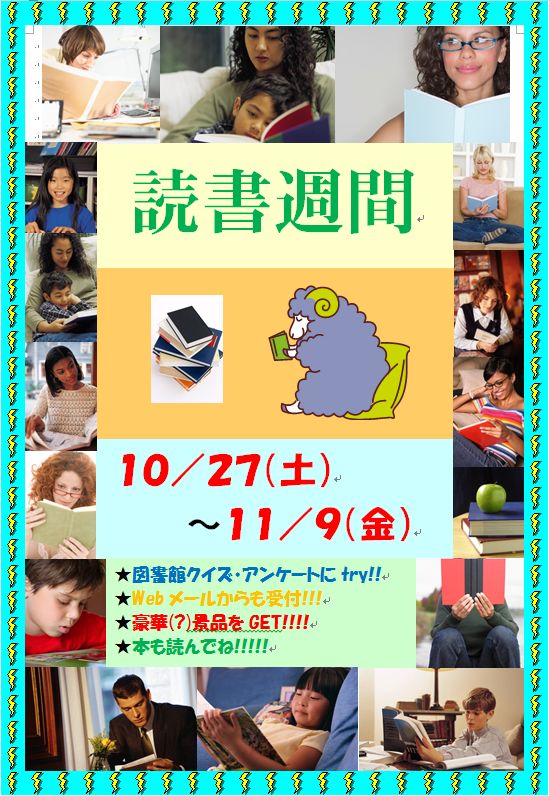 読書週間
10／27(土)
～11／9(金)
★図書館クイズ･アンケートに try!!
★Web メールからも受付!!!
★豪華(?)景品を GET!!!!
★本も読んでね!!!!!